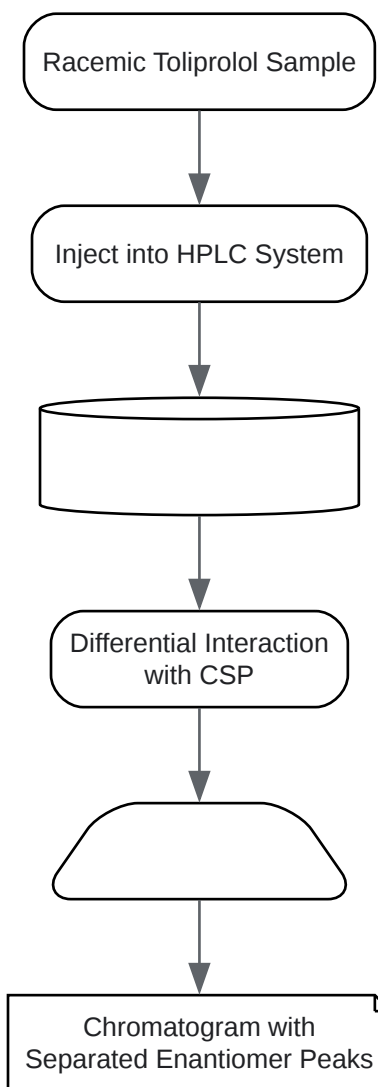 Racemic Toliprolol Sample
Inject into HPLC System
Differential Interaction
with CSP
Chromatogram with
Separated Enantiomer Peaks